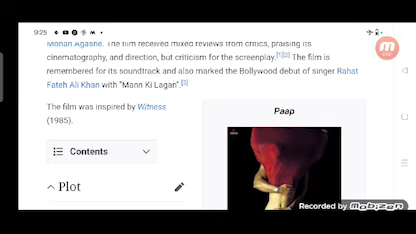 9:25
Mohan Agashe. The film received mixed reviews from critics, praising its
cinematography, and direction, but criticism for the screenplay.[1][2] The film is
remembered for its soundtrack and also marked the Bollywood debut of singer Rahat
Fateh Ali Khan with "Mann Ki Lagan".[3]
The film was inspired by Witness
(1985).
Contents
Plot
Paap
Recorded by Mobizen